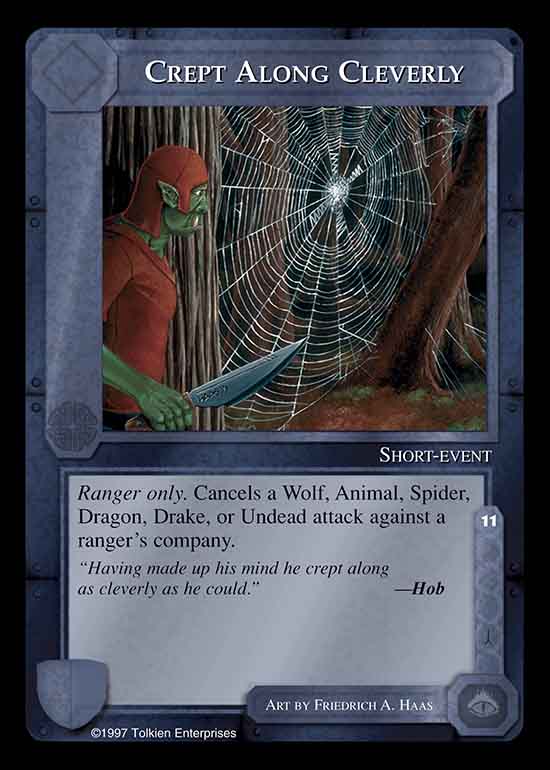 CREPT ALONG CLEVERLY
SHORT-EVENT
Ranger only. Cancels a Wolf, Animal, Spider,
Dragon, Drake, or Undead attack against a
ranger's company.
11
“Having made up his mind he crept along
as cleverly as he could.” —Hob
ART BY FRIEDRICH A. HAAS
©1997 Tolkien Enterprises